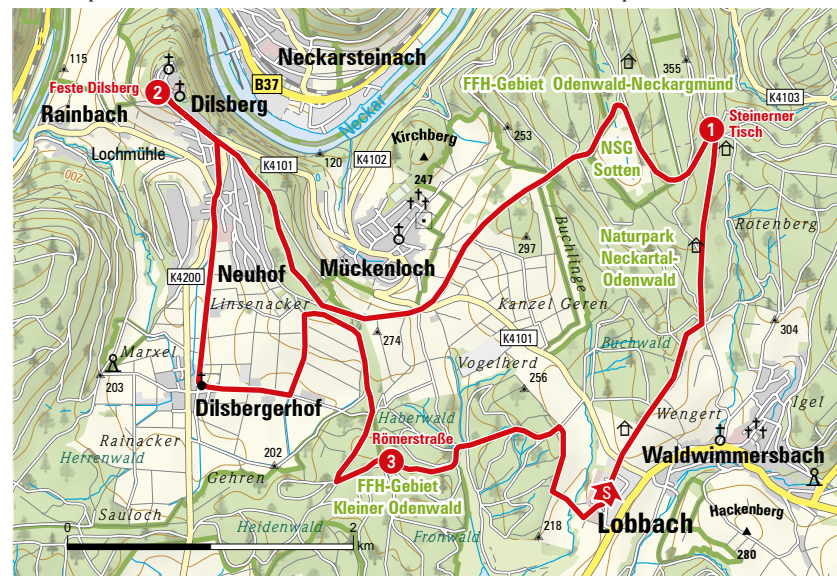 115
Neckarsteinach
355
Feste Dilsberg
2
B37
FFH-Gebiet Odenwald-Neckargmünd
K4103
Rainbach
Dilsberg
Neckar
1
Steinerner
Tisch
Kirchberg
253
Lochmühle
K4101
120
K4102
NSG
Sotten
200
247
Buchlinge
Rotenberg
297
Naturpark
Neckartal-
Odenwald
Mückenloch
K4200
Neuhof
Linsenacker
Kanzel Geren
274
K4101
304
Marxel
Vogelherd
Buchwald
203
256
Dilsbergerhof
Haberwald
Wengert
Igel
Rainacker
Römerstraße
Waldwimmersbach
Herrenwald
202
3
Gehren
FFH-Gebiet
Kleiner Odenwald
S
Sauloch
Lobbach
Hackenberg
Heidenwald
218
0
2
km
Fronwald
280